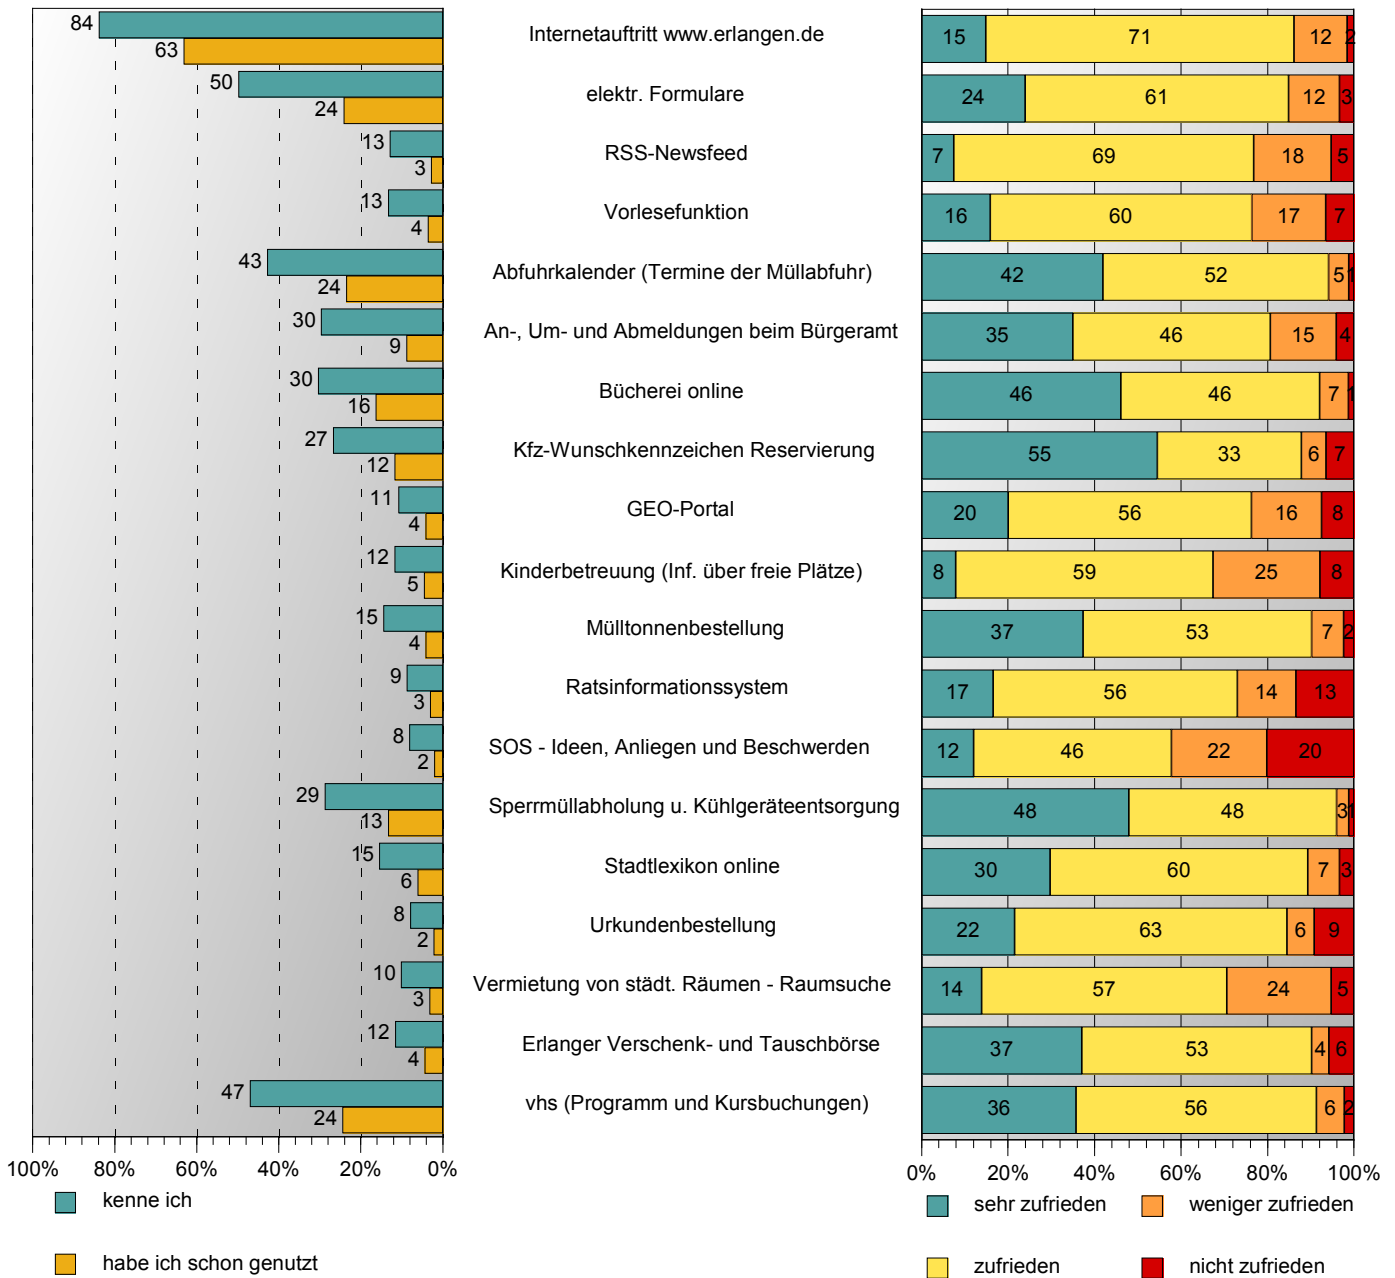 84 63 Internetauftritt www.erlangen.de 15 71 12 2
50 24 elektr. Formulare 24 61 12 3
13 3 RSS-Newsfeed 7 69 18 5
13 4 Vorlesefunktion 16 60 17 7
43 24 Abfuhrkalender (Termine der Müllabfuhr) 42 52 5 1
30 9 An-, Um- und Abmeldungen beim Bürgeramt 35 46 15 4
30 16 Bücherei online 46 46 7 1
27 12 Kfz-Wunschkennzeichen Reservierung 55 33 6 7
11 4 GEO-Portal 20 56 16 8
12 5 Kinderbetreuung (Inf. über freie Plätze) 8 59 25 8
15 4 Mülltonnenbestellung 37 53 7 2
9 3 Ratsinformationssystem 17 56 14 13
8 2 SOS - Ideen, Anliegen und Beschwerden 12 46 22 20
29 13 Sperrmüllabholung u. Kühlgeräteentsorgung 48 48 3 1
15 6 Stadtlexikon online 30 60 7 3
8 2 Urkundenbestellung 22 63 6 9
10 3 Vermietung von städt. Räumen - Raumsuche 14 57 24 5
12 4 Erlanger Verschenk- und Tauschbörse 37 53 4 6
47 24 vhs (Programm und Kursbuchungen) 36 56 6 2
100% 80% 60% 40% 20% 0% 0% 20% 40% 60% 80% 100%
kenne ich sehr zufrieden weniger zufrieden
habe ich schon genutzt zufrieden nicht zufrieden